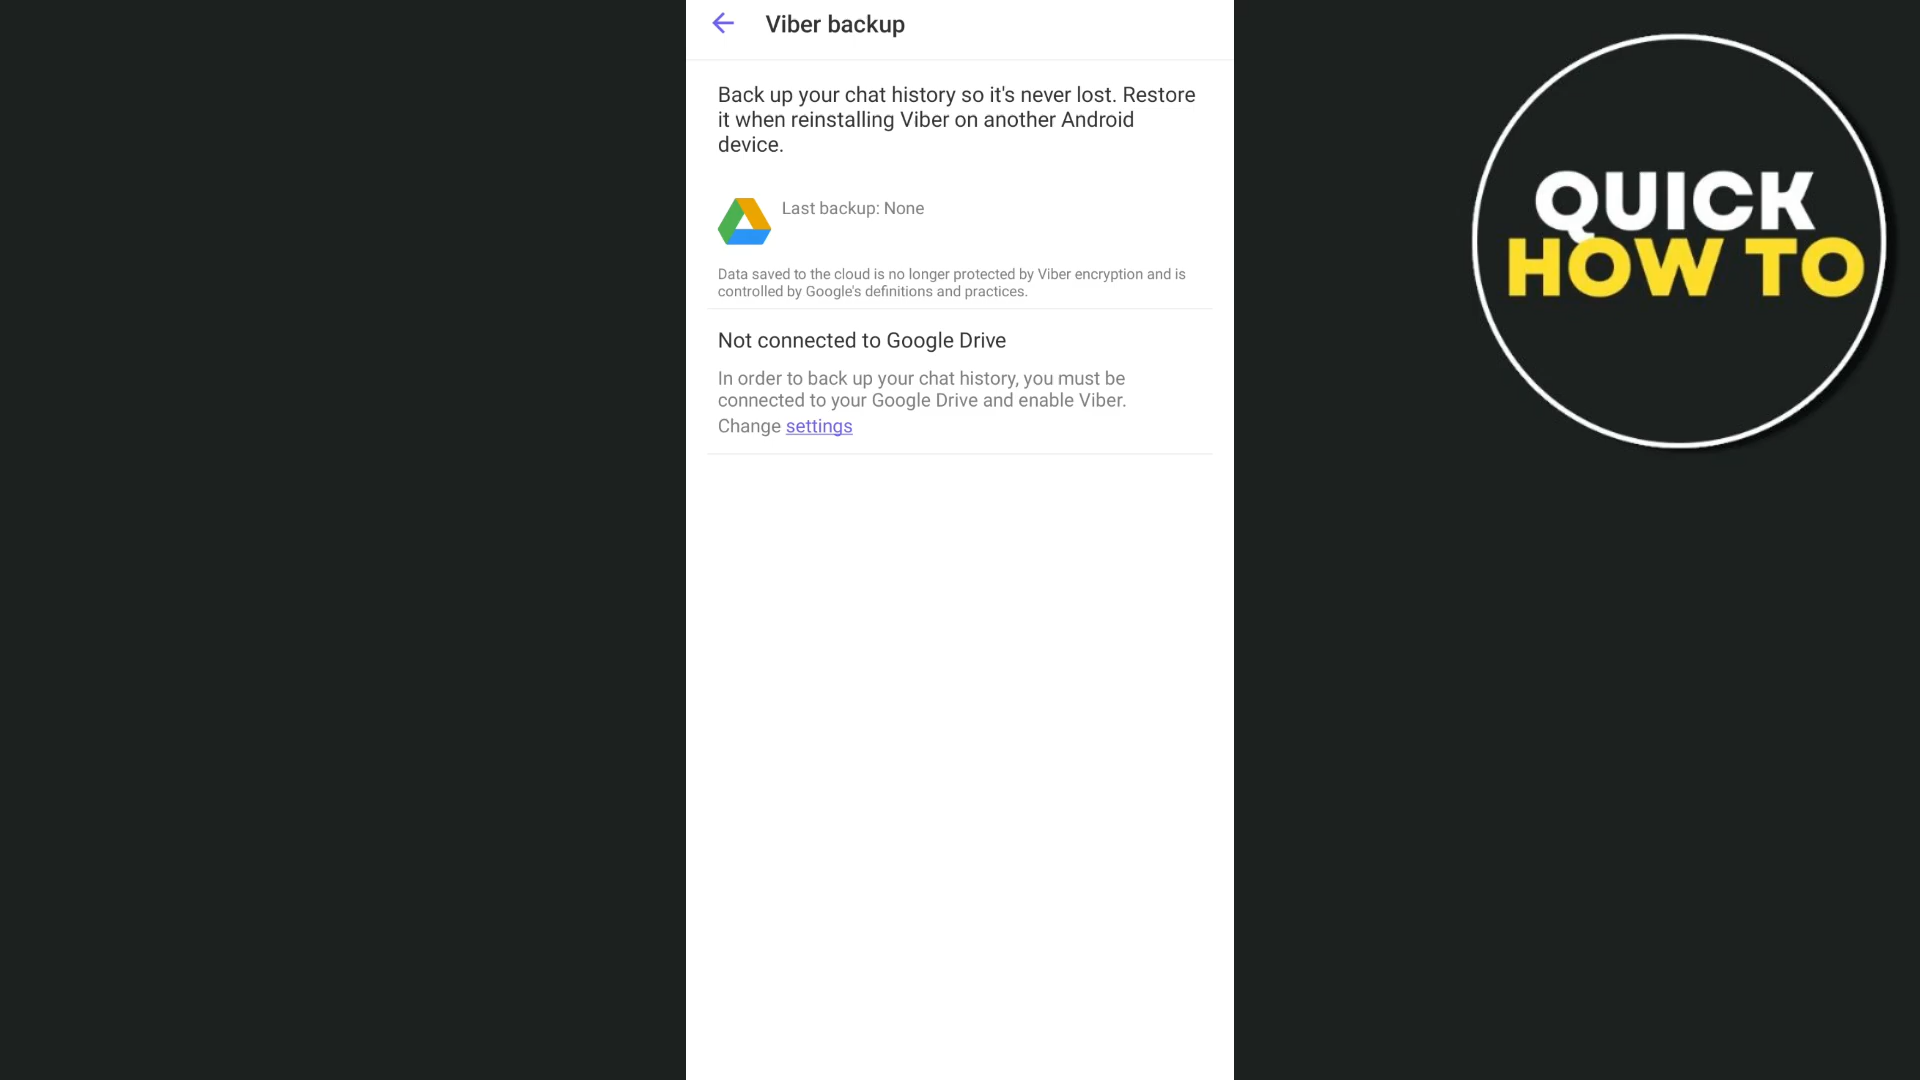 Viber backup
Back up your chat history so it's never lost. Restore
it when reinstalling Viber on another Android
device.
Last backup: None
Data saved to the cloud is no longer protected by Viber encryption and is
controlled by Google's definitions and practices.
Not connected to Google Drive
In order to back up your chat history, you must be
connected to your Google Drive and enable Viber.
Change settings
QUICK
HOW TO